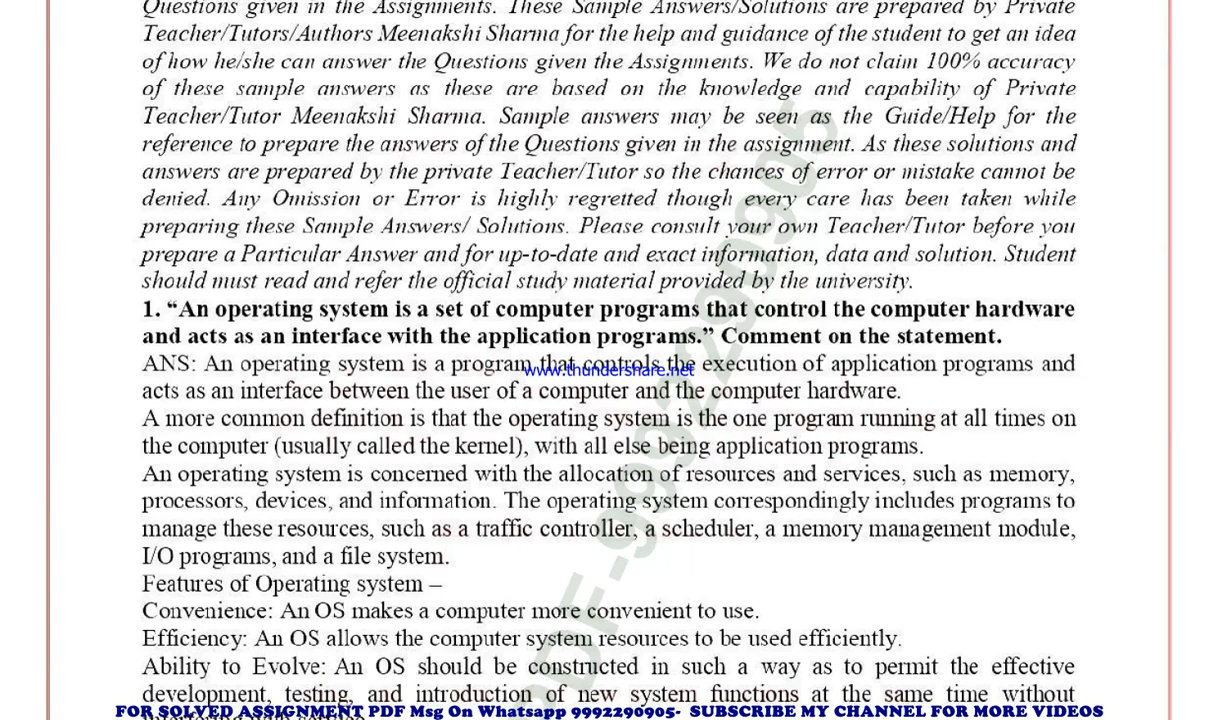 Questions given in the Assignments. These Sample Answers/Solutions are prepared by Private
Teacher/Tutors/Authors Meenakshi Sharma for the help and guidance of the student to get an idea
of how he/she can answer the Questions given the Assignments. We do not claim 100% accuracy
of these sample answers as these are based on the knowledge and capability of Private
Teacher/Tutor Meenakshi Sharma. Sample answers may be seen as the Guide/Help for the
reference to prepare the answers of the Questions given in the assignment. As these solutions and
answers are prepared by the private Teacher/Tutor so the chances of error or mistake cannot be
denied. Any Omission or Error is highly regretted though every care has been taken while
preparing these Sample Answers/ Solutions. Please consult your own Teacher/Tutor before you
prepare a Particular Answer and for up-to-date and exact information, data and solution. Student
should must read and refer the official study material provided by the university.
1. “An operating system is a set of computer programs that control the computer hardware
and acts as an interface with the application programs.” Comment on the statement.
ANS: An operating system is a program that controls the execution of application programs and
www.thundershare.net
acts as an interface between the user of a computer and the computer hardware.
A more common definition is that the operating system is the one program running at all times on
the computer (usually called the kernel), with all else being application programs.
An operating system is concerned with the allocation of resources and services, such as memory,
processors, devices, and information. The operating system correspondingly includes programs to
manage these resources, such as a traffic controller, a scheduler, a memory management module,
I/O programs, and a file system.
Features of Operating system –
Convenience: An OS makes a computer more convenient to use.
Efficiency: An OS allows the computer system resources to be used efficiently.
Ability to Evolve: An OS should be constructed in such a way as to permit the effective
development, testing, and introduction of new system functions at the same time without
PDF-9992290905
FOR SOLVED ASSIGNMENT PDF Msg On Whatsapp 9992290905- SUBSCRIBE MY CHANNEL FOR MORE VIDEOS